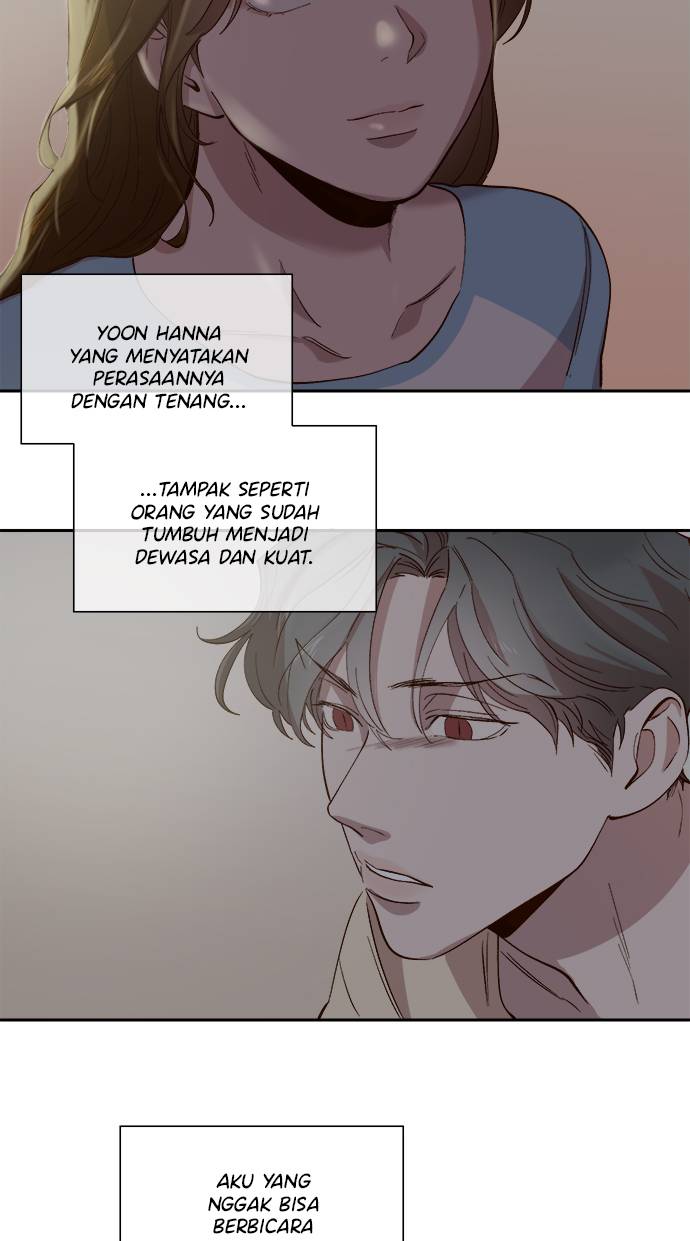 YOON HANNA
YANG MENYATAKAN
PERASAANNYA
DENGAN TENANG...
...TAMPAK SEPERTI
ORANG YANG SUDAH
TUMBUH MENJADI
DEWASA DAN KUAT.
AKU YANG
NGGAK BISA
BERBICARA